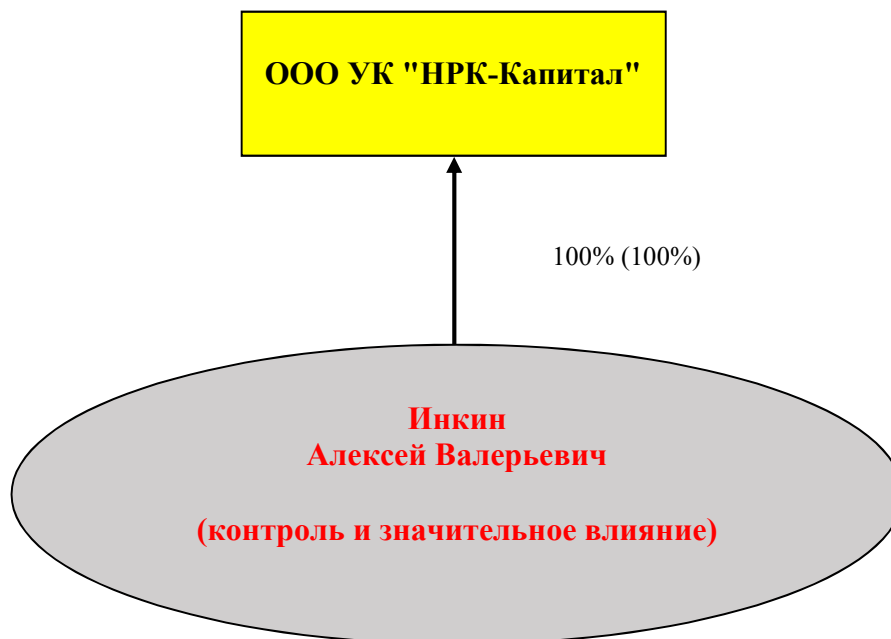 ООО УК "НРК-Капитал"
100% (100%)
Инкин
Алексей Валерьевич
(контроль и значительное влияние)